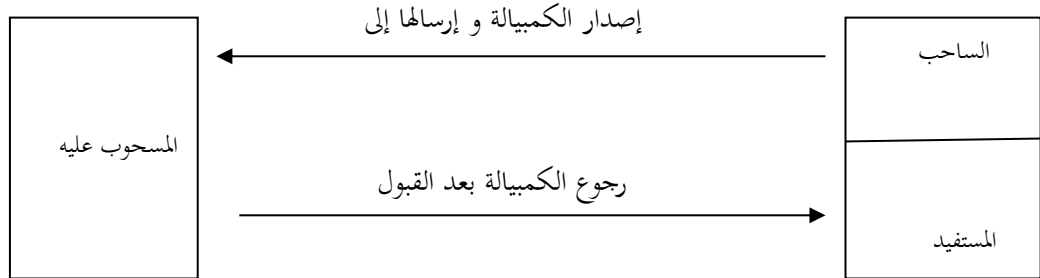 إصدار الكمبيالة و إرسالها إلى
الساحب
المسحوب عليه
رجوع الكمبيالة بعد القبول
المستفيد